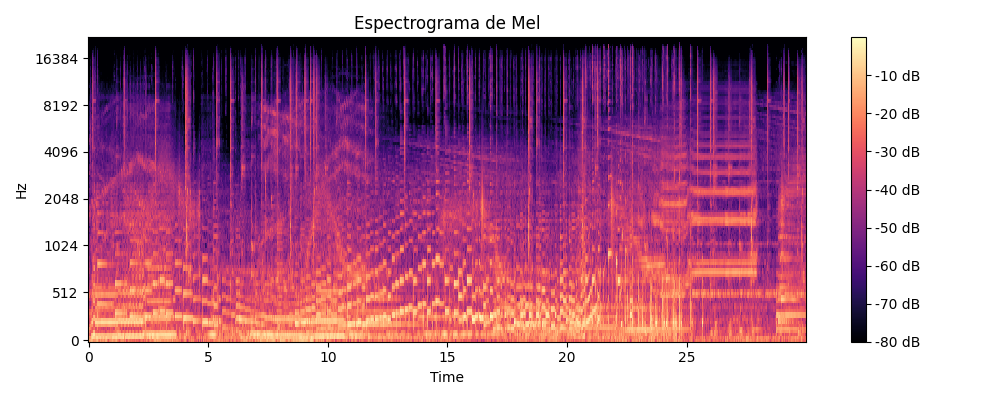 Espectrograma de Mel
Hz
16384
8192
4096
2048
1024
512
0
0 5 10 15 20 25
Time
-10 dB
-20 dB
-30 dB
-40 dB
-50 dB
-60 dB
-70 dB
-80 dB